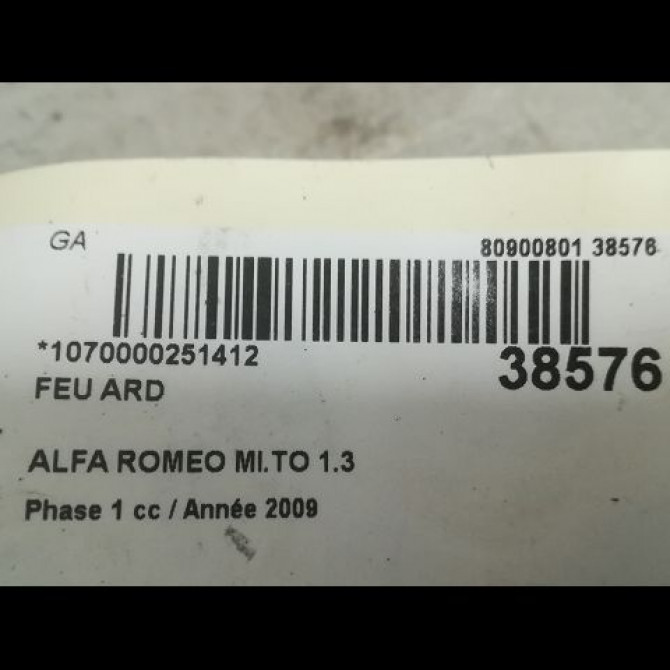 GA
80900801 38576
*1070000251412
38576
FEU ARD
ALFA ROMEO MI.TO 1.3
Phase 1 cc / Année 2009